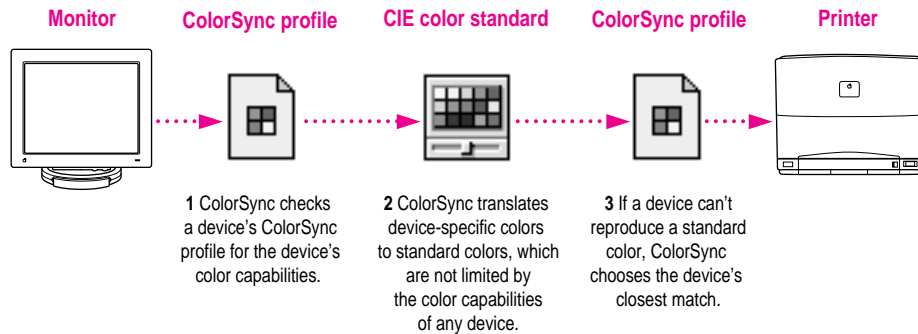 Monitor
ColorSync profile
CIE color standard
ColorSync profile
Printer
1 ColorSync checks
a device’s ColorSync
profile for the device’s
color capabilities.
2 ColorSync translates
device-specific colors
to standard colors, which
are not limited by
the color capabilities
of any device.
3 If a device can’t
reproduce a standard
color, ColorSync
chooses the device’s
closest match.